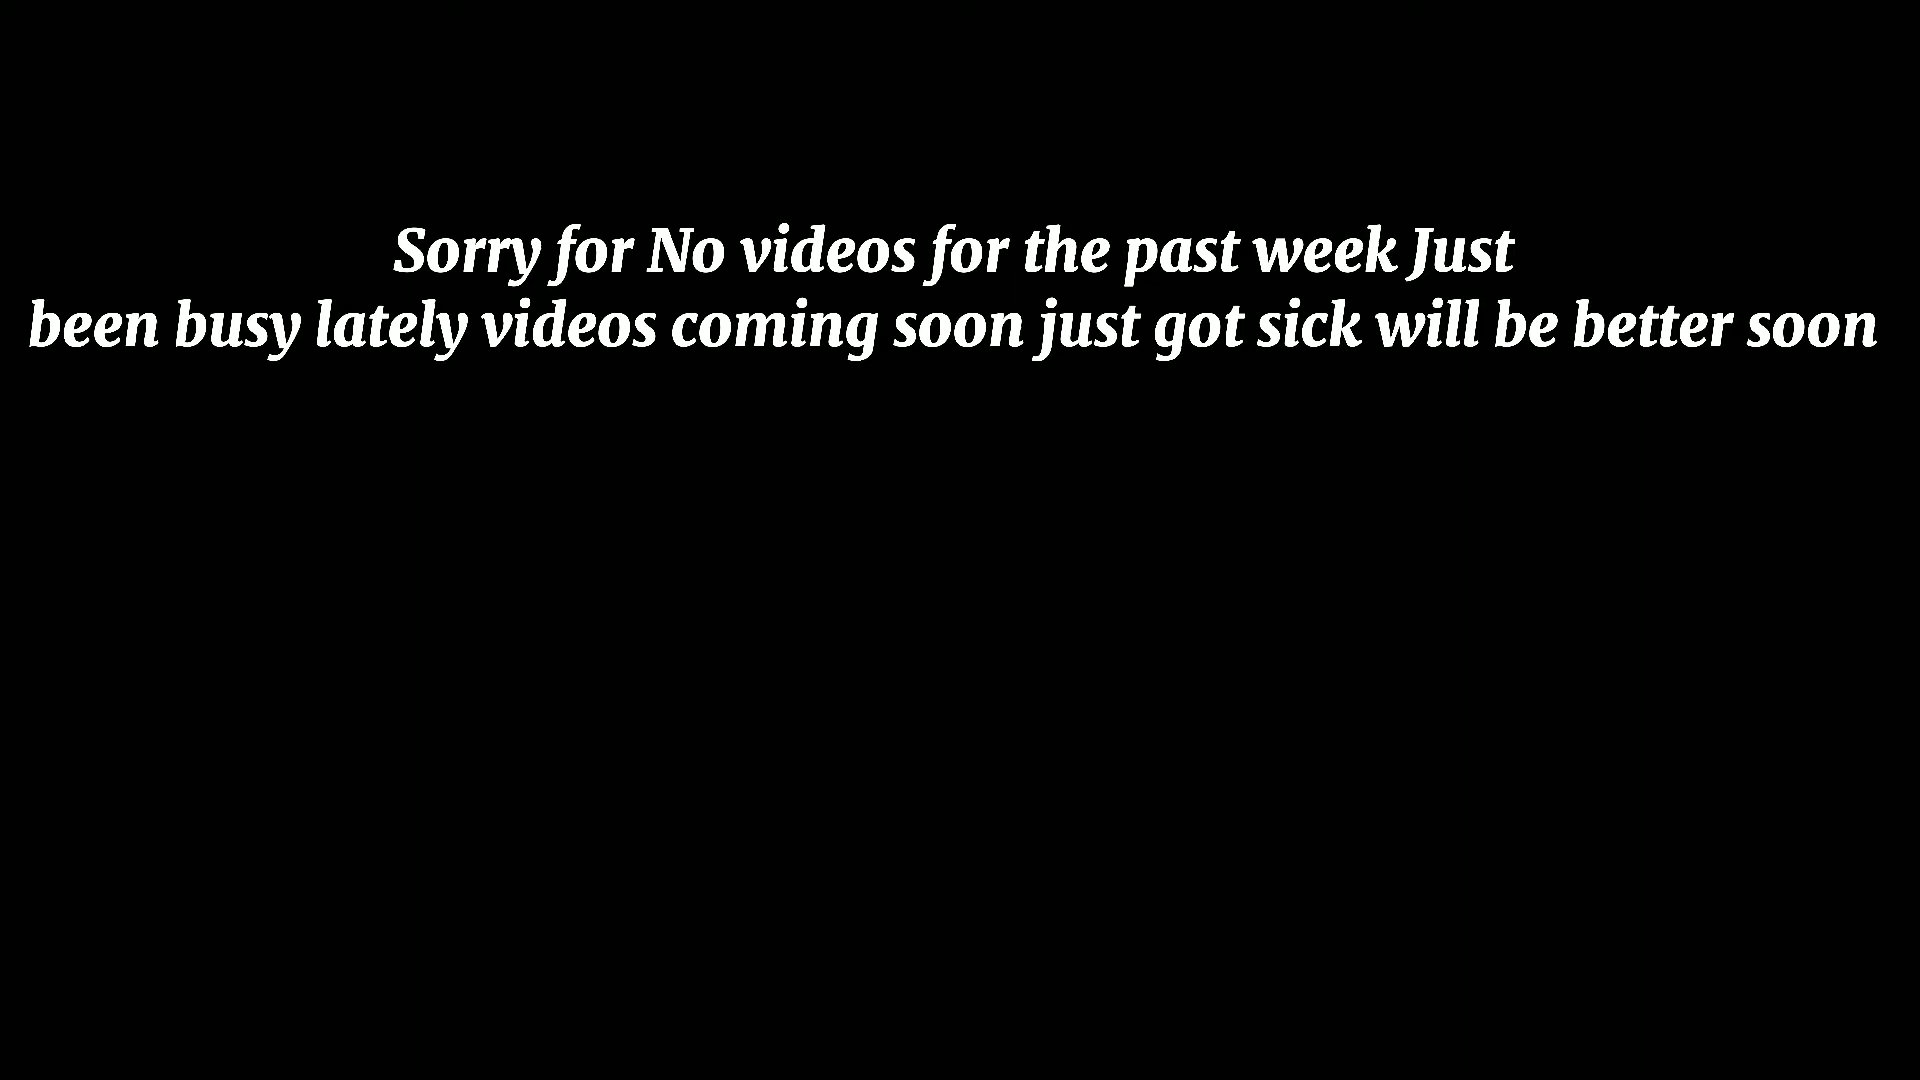 Sorry for No videos for the past week Just
been busy lately videos coming soon just got sick will be better soon